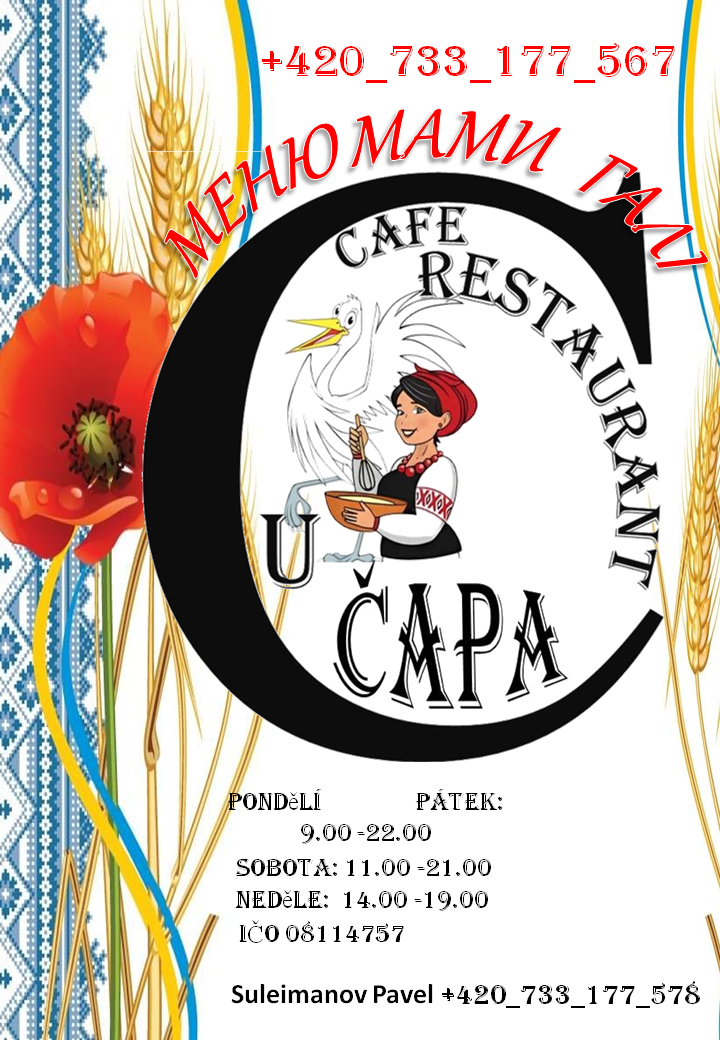 +420_733_177_567
МЕНЮ МАМИ ГАЛІ
CAFE
RESTAURANT
U
ČAPA
PONDĚLÍ PÁTEK:
9.00 -22.00
SOBOTA: 11.00 -21.00
NEDĚLE: 14.00 -19.00
IČO 08114757
Suleimanov Pavel +420_733_177_578